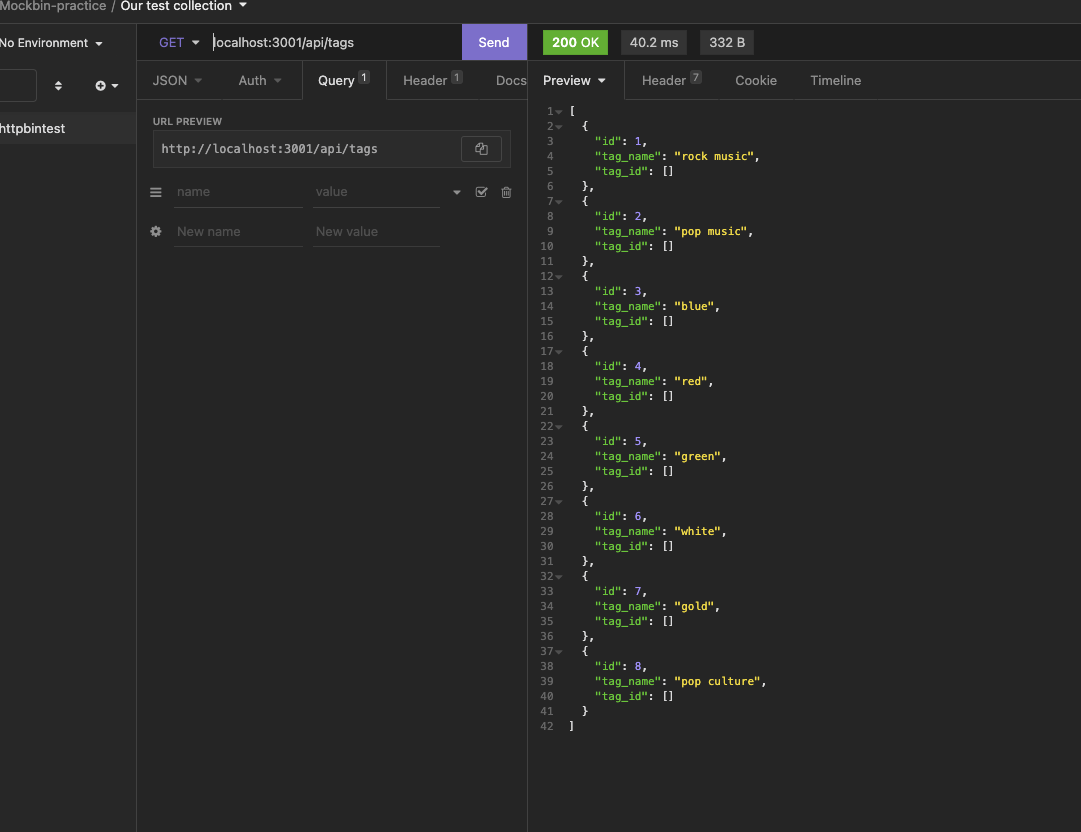 Mockbin-practice / Our test collection
No Environment
httpbintest
GET localhost:3001/api/tags Send
JSON Auth Query 1 Header 1 Docs
URL PREVIEW
http://localhost:3001/api/tags
name value
New name New value
200 OK 40.2 ms 332 B
Preview Header 7 Cookie Timeline
1 [
2 {
3 "id": 1,
4 "tag_name": "rock music",
5 "tag_id": []
6 },
7 {
8 "id": 2,
9 "tag_name": "pop music",
10 "tag_id": []
11 },
12 {
13 "id": 3,
14 "tag_name": "blue",
15 "tag_id": []
16 },
17 {
18 "id": 4,
19 "tag_name": "red",
20 "tag_id": []
21 },
22 {
23 "id": 5,
24 "tag_name": "green",
25 "tag_id": []
26 },
27 {
28 "id": 6,
29 "tag_name": "white",
30 "tag_id": []
31 },
32 {
33 "id": 7,
34 "tag_name": "gold",
35 "tag_id": []
36 },
37 {
38 "id": 8,
39 "tag_name": "pop culture",
40 "tag_id": []
41 }
42 ]